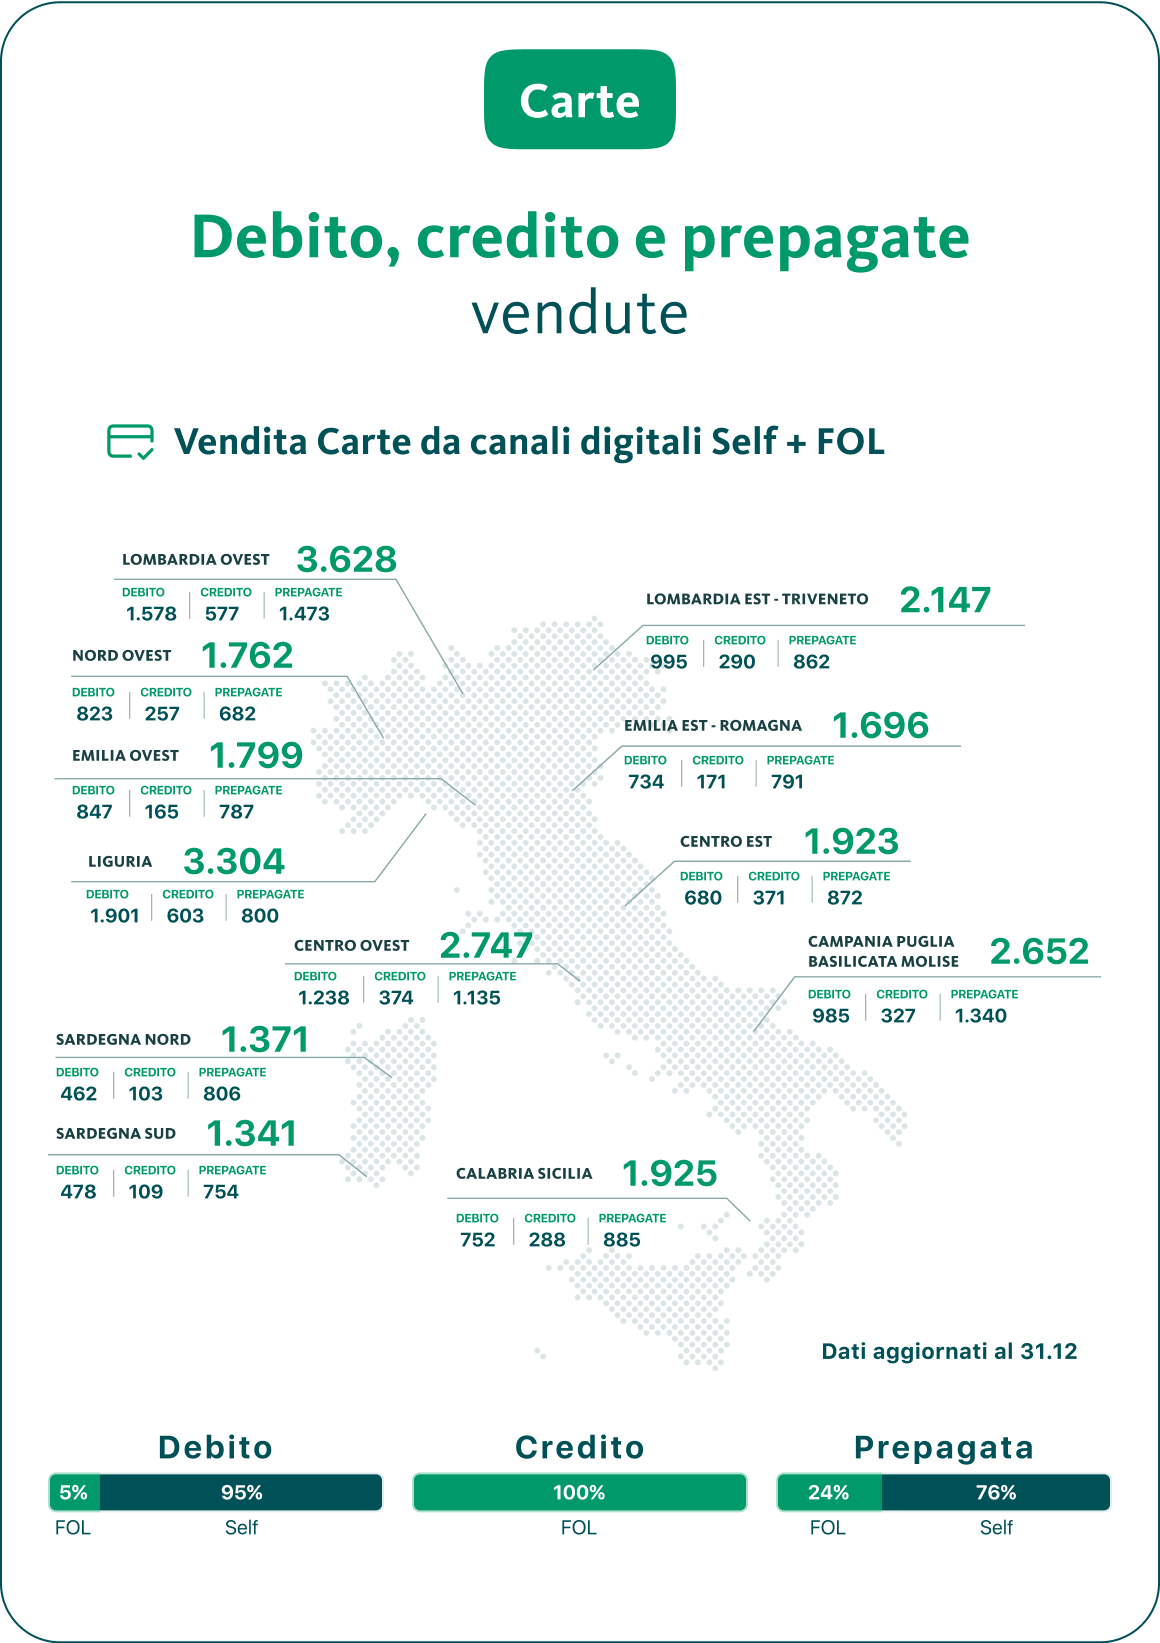 Carte
Debito, credito e prepagate
vendute
Vendita Carte da canali digitali Self + FOL
LOMBARDIA OVEST 3.628
DEBITO CREDITO PREPAGATE
1.578 577 1.473
LOMBARDIA EST - TRIVENETO 2.147
DEBITO CREDITO PREPAGATE
995 290 862
NORD OVEST 1.762
DEBITO CREDITO PREPAGATE
823 257 682
EMILIA EST - ROMAGNA 1.696
DEBITO CREDITO PREPAGATE
734 171 791
EMILIA OVEST 1.799
DEBITO CREDITO PREPAGATE
847 165 787
CENTRO EST 1.923
DEBITO CREDITO PREPAGATE
680 371 872
LIGURIA 3.304
DEBITO CREDITO PREPAGATE
1.901 603 800
CENTRO OVEST 2.747
DEBITO CREDITO PREPAGATE
1.238 374 1.135
CAMPANIA PUGLIA
BASILICATA MOLISE 2.652
DEBITO CREDITO PREPAGATE
985 327 1.340
SARDEGNA NORD 1.371
DEBITO CREDITO PREPAGATE
462 103 806
SARDEGNA SUD 1.341
DEBITO CREDITO PREPAGATE
478 109 754
CALABRIA SICILIA 1.925
DEBITO CREDITO PREPAGATE
752 288 885
Dati aggiornati al 31.12
Debito
5% 95%
FOL Self
Credito
100%
FOL
Prepagata
24% 76%
FOL Self